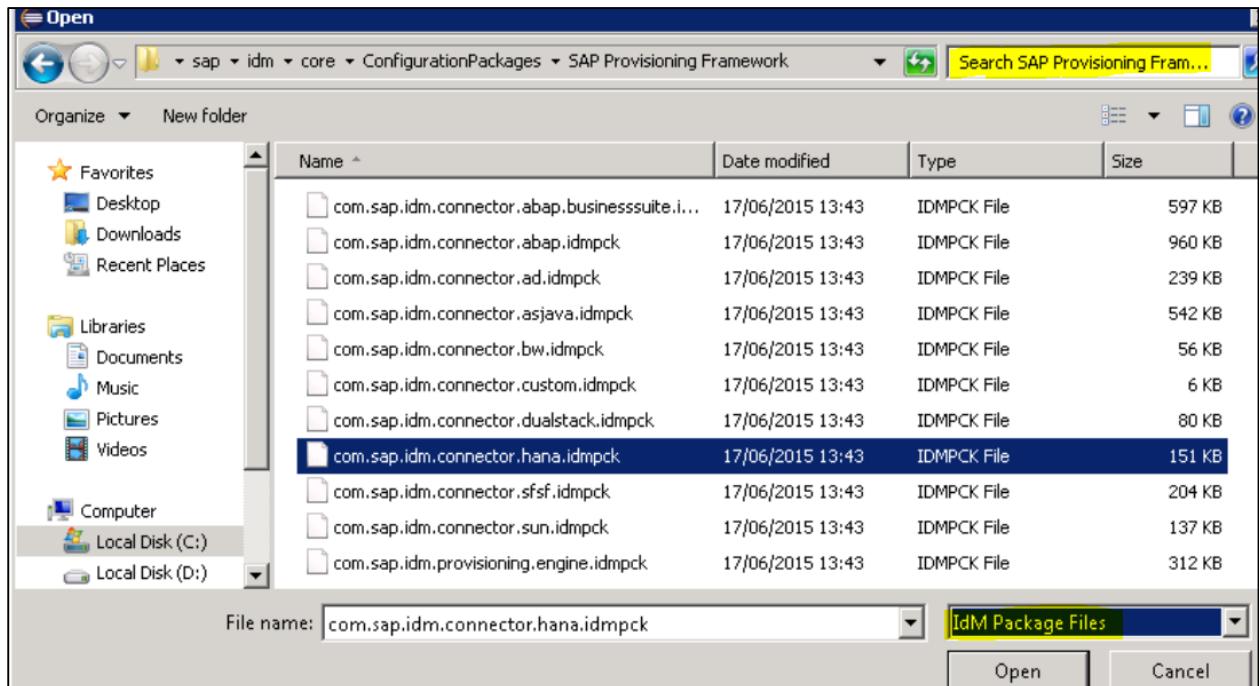 Open
sap idm core ConfigurationPackages SAP Provisioning Framework Search SAP Provisioning Fram...
Organize New folder
Name Date modified Type Size
Favorites
Desktop
Downloads
Recent Places
Libraries
Documents
Music
Pictures
Videos
Computer
Local Disk (C:)
Local Disk (D:)
com.sap.idm.connector.abap.businesssuite.i... 17/06/2015 13:43 IDMPCK File 597 KB
com.sap.idm.connector.abap.idmpck 17/06/2015 13:43 IDMPCK File 960 KB
com.sap.idm.connector.ad.idmpck 17/06/2015 13:43 IDMPCK File 239 KB
com.sap.idm.connector.asjava.idmpck 17/06/2015 13:43 IDMPCK File 542 KB
com.sap.idm.connector.bw.idmpck 17/06/2015 13:43 IDMPCK File 56 KB
com.sap.idm.connector.custom.idmpck 17/06/2015 13:43 IDMPCK File 6 KB
com.sap.idm.connector.dualstack.idmpck 17/06/2015 13:43 IDMPCK File 80 KB
com.sap.idm.connector.hana.idmpck 17/06/2015 13:43 IDMPCK File 151 KB
com.sap.idm.connector.sfsf.idmpck 17/06/2015 13:43 IDMPCK File 204 KB
com.sap.idm.connector.sun.idmpck 17/06/2015 13:43 IDMPCK File 137 KB
com.sap.idm.provisioning.engine.idmpck 17/06/2015 13:43 IDMPCK File 312 KB
File name: com.sap.idm.connector.hana.idmpck IdM Package Files
Open Cancel